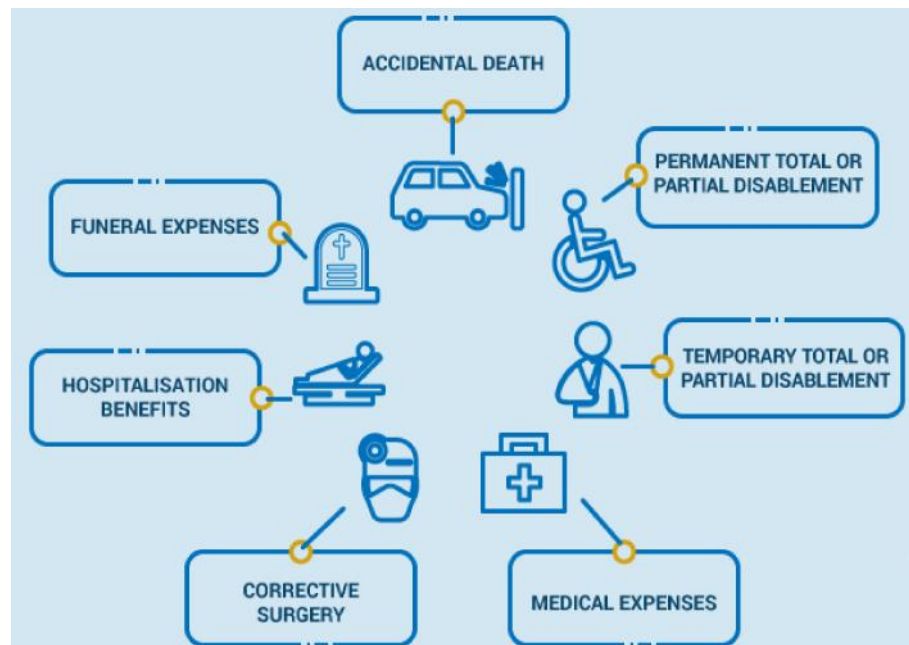 ACCIDENTAL DEATH
PERMANENT TOTAL OR
PARTIAL DISABLEMENT
FUNERAL EXPENSES
TEMPORARY TOTAL OR
PARTIAL DISABLEMENT
HOSPITALISATION
BENEFITS
CORRECTIVE
SURGERY
MEDICAL EXPENSES